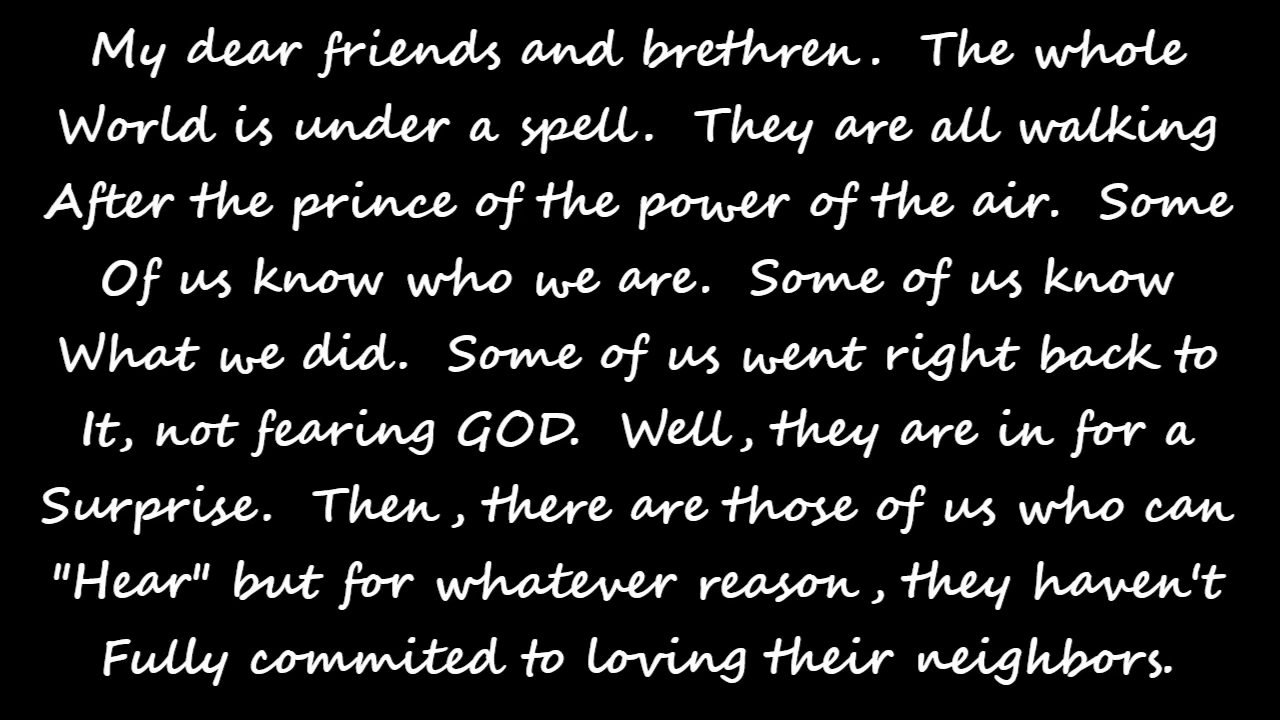 My dear friends and brethren. The whole
World is under a spell. They are all walking
After the prince of the power of the air. Some
Of us know who we are. Some of us know
What we did. Some of us went right back to
It, not fearing GOD. Well, they are in for a
Surprise. Then, there are those of us who can
"Hear" but for whatever reason, they haven't
Fully commited to loving their neighbors.